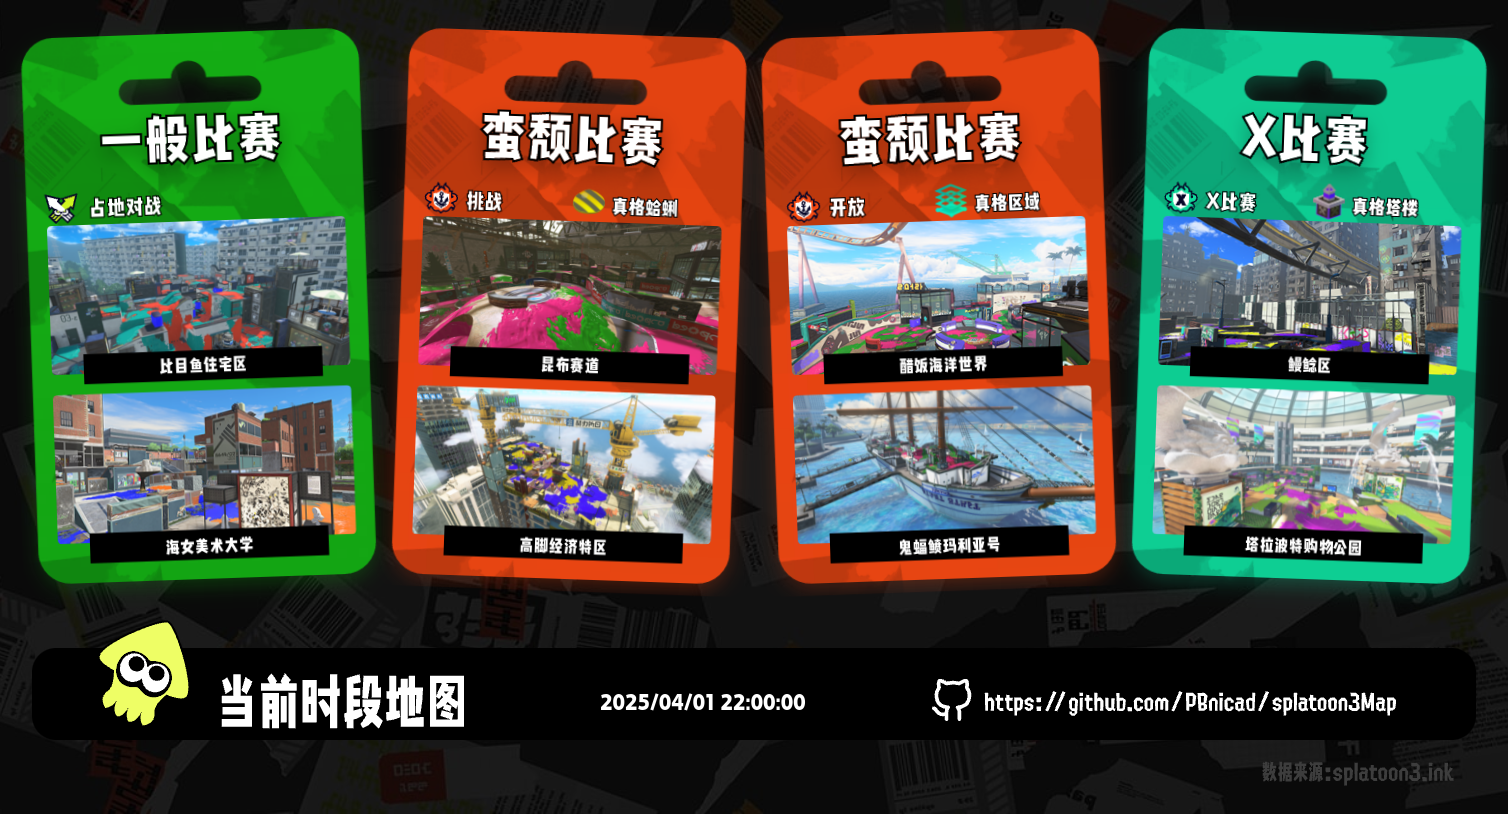 一般比赛
占地对战
比目鱼住宅区
海女美术大学
蛮颓比赛
挑战
真格蛤蜊
昆布赛道
高脚经济特区
蛮颓比赛
开放
真格区域
醋饭海洋世界
鬼蝠鲼玛利亚号
X比赛
X比赛
真格塔楼
鳗鲶区
塔拉波特购物公园
当前时段地图
2025/04/01 22:00:00
https://github.com/PBnicad/splatoon3Map
数据来源:splatoon3.ink